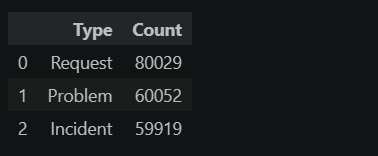 Type Count
0 Request 80029
1 Problem 60052
2 Incident 59919